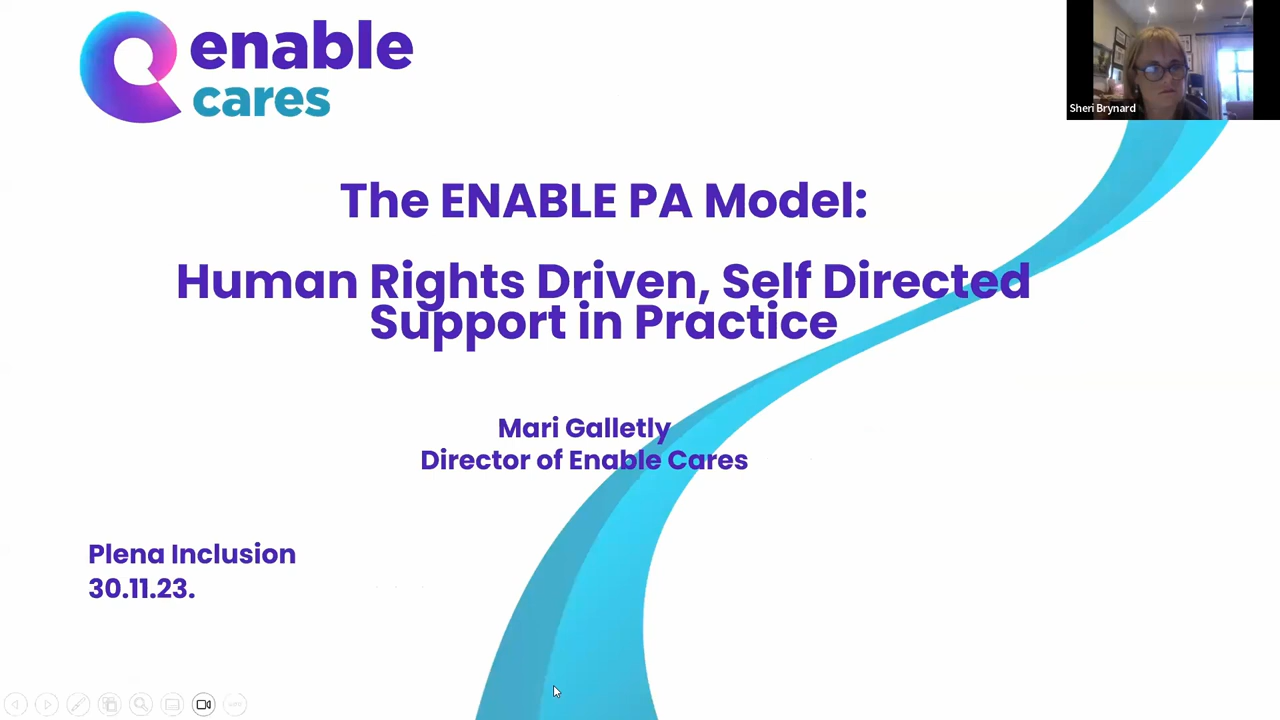 enable
cares
Sheri Brynard
The ENABLE PA Model:
Human Rights Driven, Self Directed
Support in Practice
Mari Galletly
Director of Enable Cares
Plena Inclusion
30.11.23.